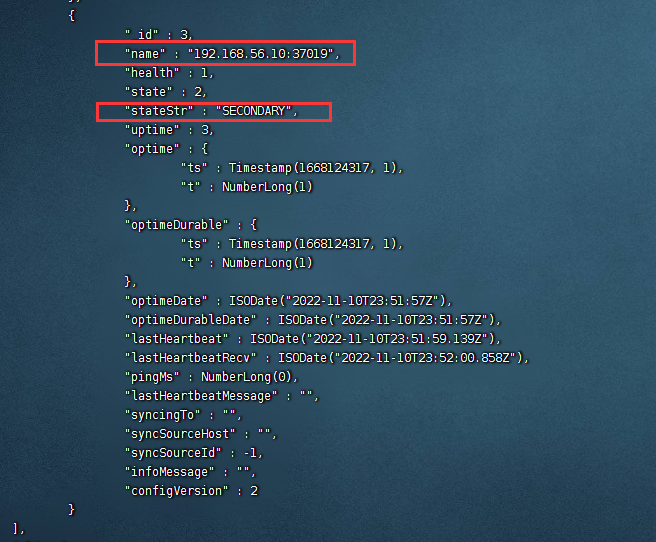 },
{
"_id" : 3,
"name" : "192.168.56.10:37019",
"health" : 1,
"state" : 2,
"stateStr" : "SECONDARY",
"uptime" : 3,
"optime" : {
"ts" : Timestamp(1668124317, 1),
"t" : NumberLong(1)
},
"optimeDurable" : {
"ts" : Timestamp(1668124317, 1),
"t" : NumberLong(1)
},
"optimeDate" : ISODate("2022-11-10T23:51:57Z"),
"optimeDurableDate" : ISODate("2022-11-10T23:51:57Z"),
"lastHeartbeat" : ISODate("2022-11-10T23:51:59.139Z"),
"lastHeartbeatRecv" : ISODate("2022-11-10T23:52:00.858Z"),
"pingMs" : NumberLong(0),
"lastHeartbeatMessage" : "",
"syncingTo" : "",
"syncSourceHost" : "",
"syncSourceId" : -1,
"infoMessage" : "",
"configVersion" : 2
}
],